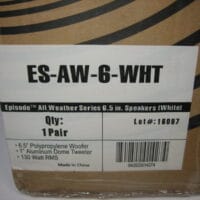 ES-AW-6-WHT
Episode™ All Weather Series 6.5 in. Speakers (White)
Qty:
1 Pair
Lot#: 16097
• 6.5" Polypropylene Woofer
• 1" Aluminum Dome Tweeter
• 130 Watt RMS
Made in China